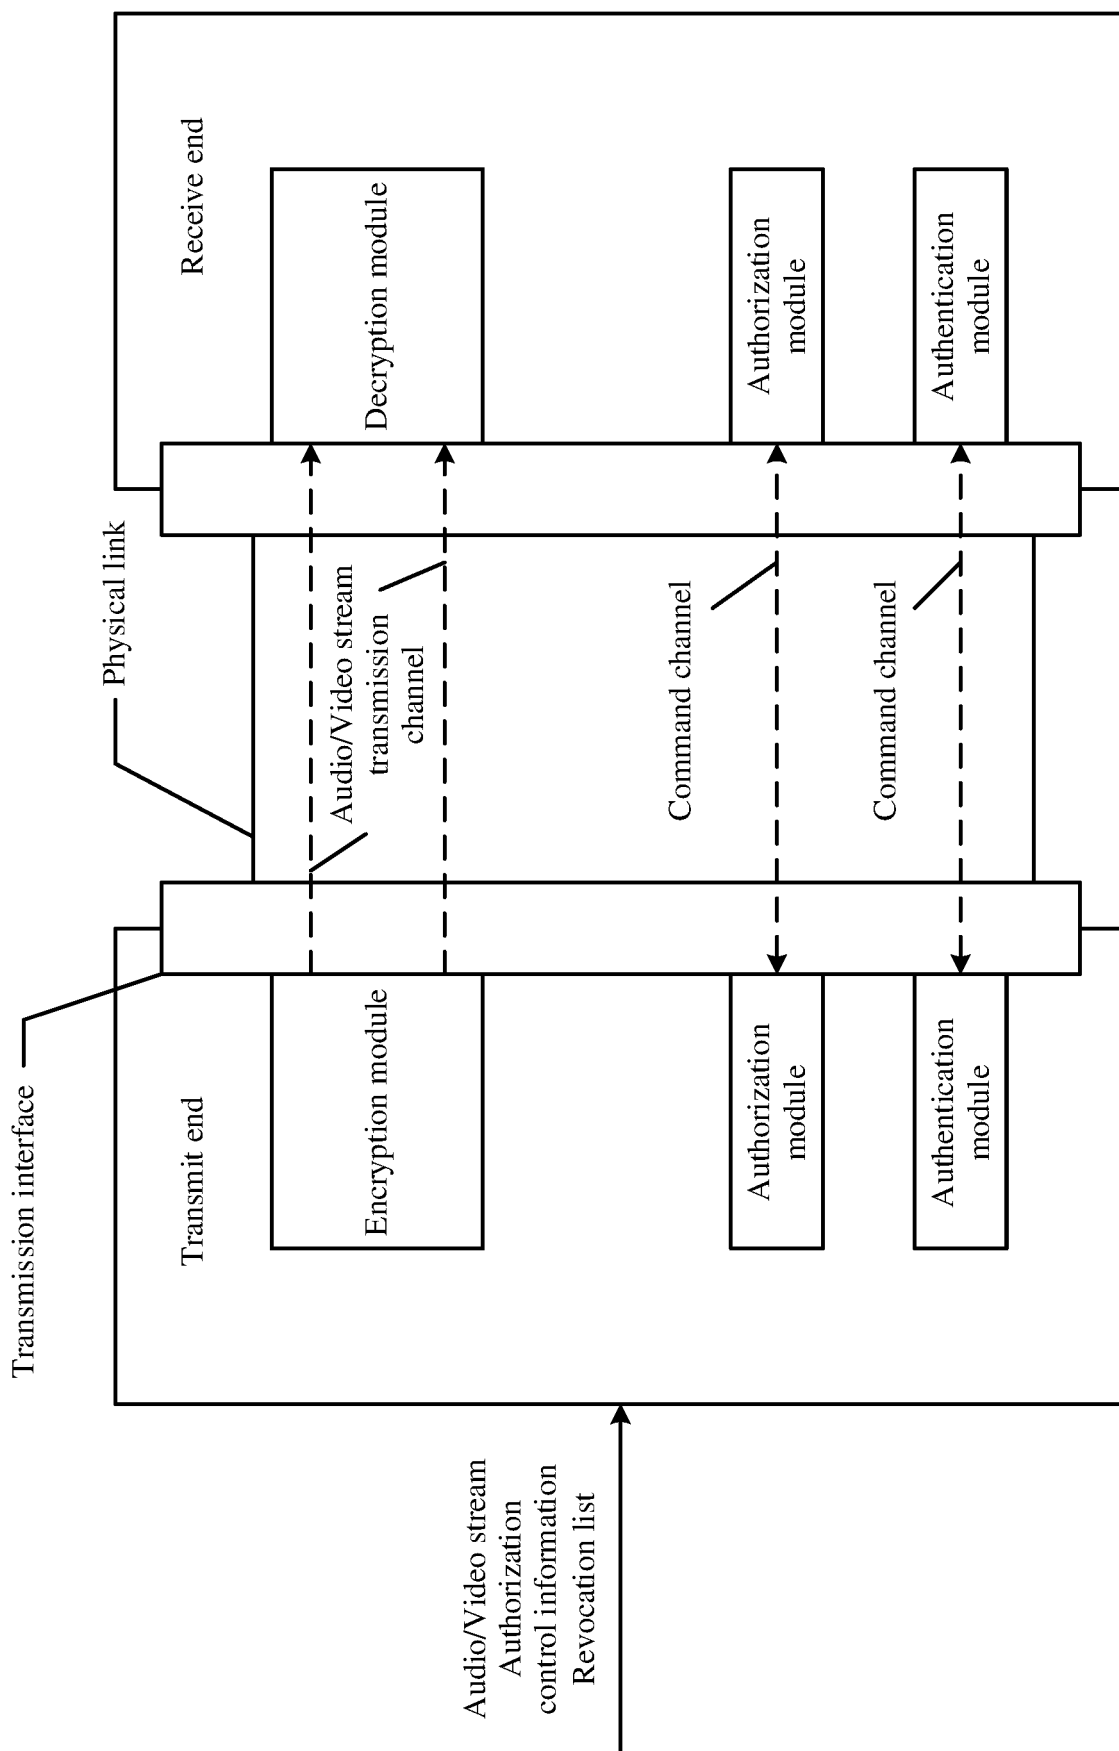 Transmission interface
Physical link
Transmit end
Receive end
Encryption module
Audio/Video stream
transmission
channel
Decryption module
Audio/Video stream
Authorization
control information
Revocation list
Authorization
module
Command channel
Authorization
module
Authentication
module
Command channel
Authentication
module